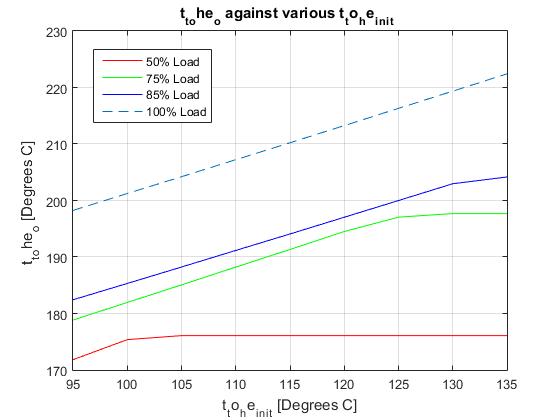 t_to he_o against various t_t o_h e_init
230
220
210
200
190
180
170
50% Load
75% Load
85% Load
100% Load
t_to he_o [Degrees C]
95 100 105 110 115 120 125 130 135
t_t o_h e_init [Degrees C]